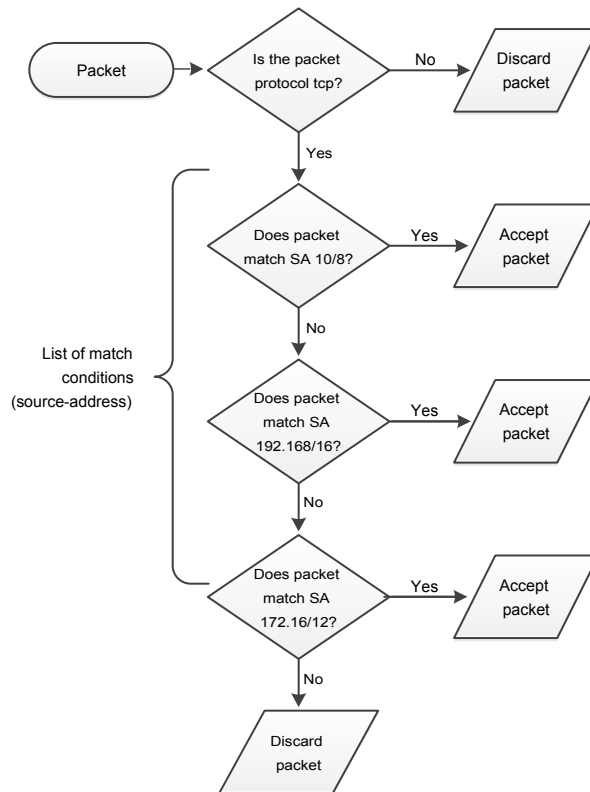 Packet
Is the packet
protocol tcp?
No
Discard
packet
Yes
Does packet
match SA 10/8?
Yes
Accept
packet
No
List of match
conditions
(source-address)
Does packet
match SA
192.168/16?
Yes
Accept
packet
No
Does packet
match SA
172.16/12?
Yes
Accept
packet
No
Discard
packet